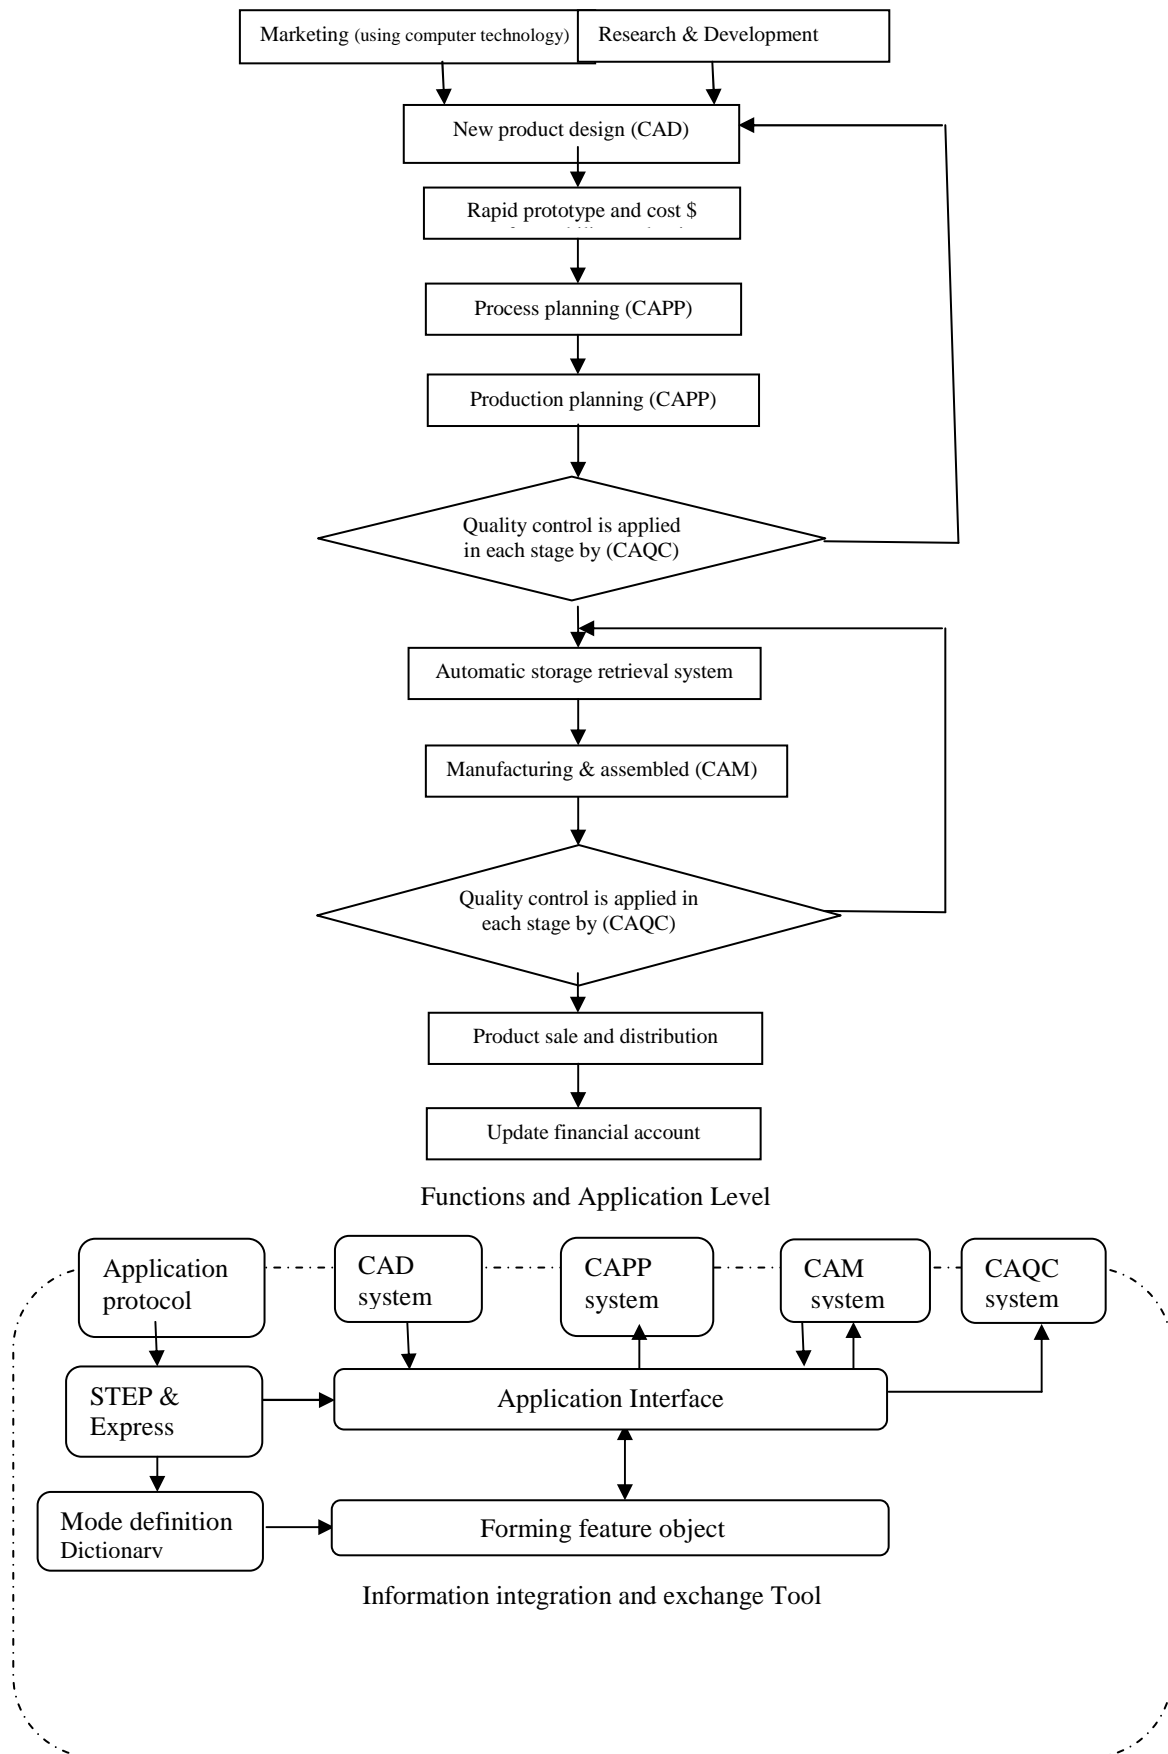 Marketing (using computer technology)
Research & Development
New product design (CAD)
Rapid prototype and cost $
Process planning (CAPP)
Production planning (CAPP)
Quality control is applied
in each stage by (CAQC)
Automatic storage retrieval system
Manufacturing & assembled (CAM)
Quality control is applied in
each stage by (CAQC)
Product sale and distribution
Update financial account
Functions and Application Level
Application
protocol
CAD
system
CAPP
system
CAM
system
CAQC
system
STEP &
Express
Application Interface
Mode definition
Dictionary
Forming feature object
Information integration and exchange Tool